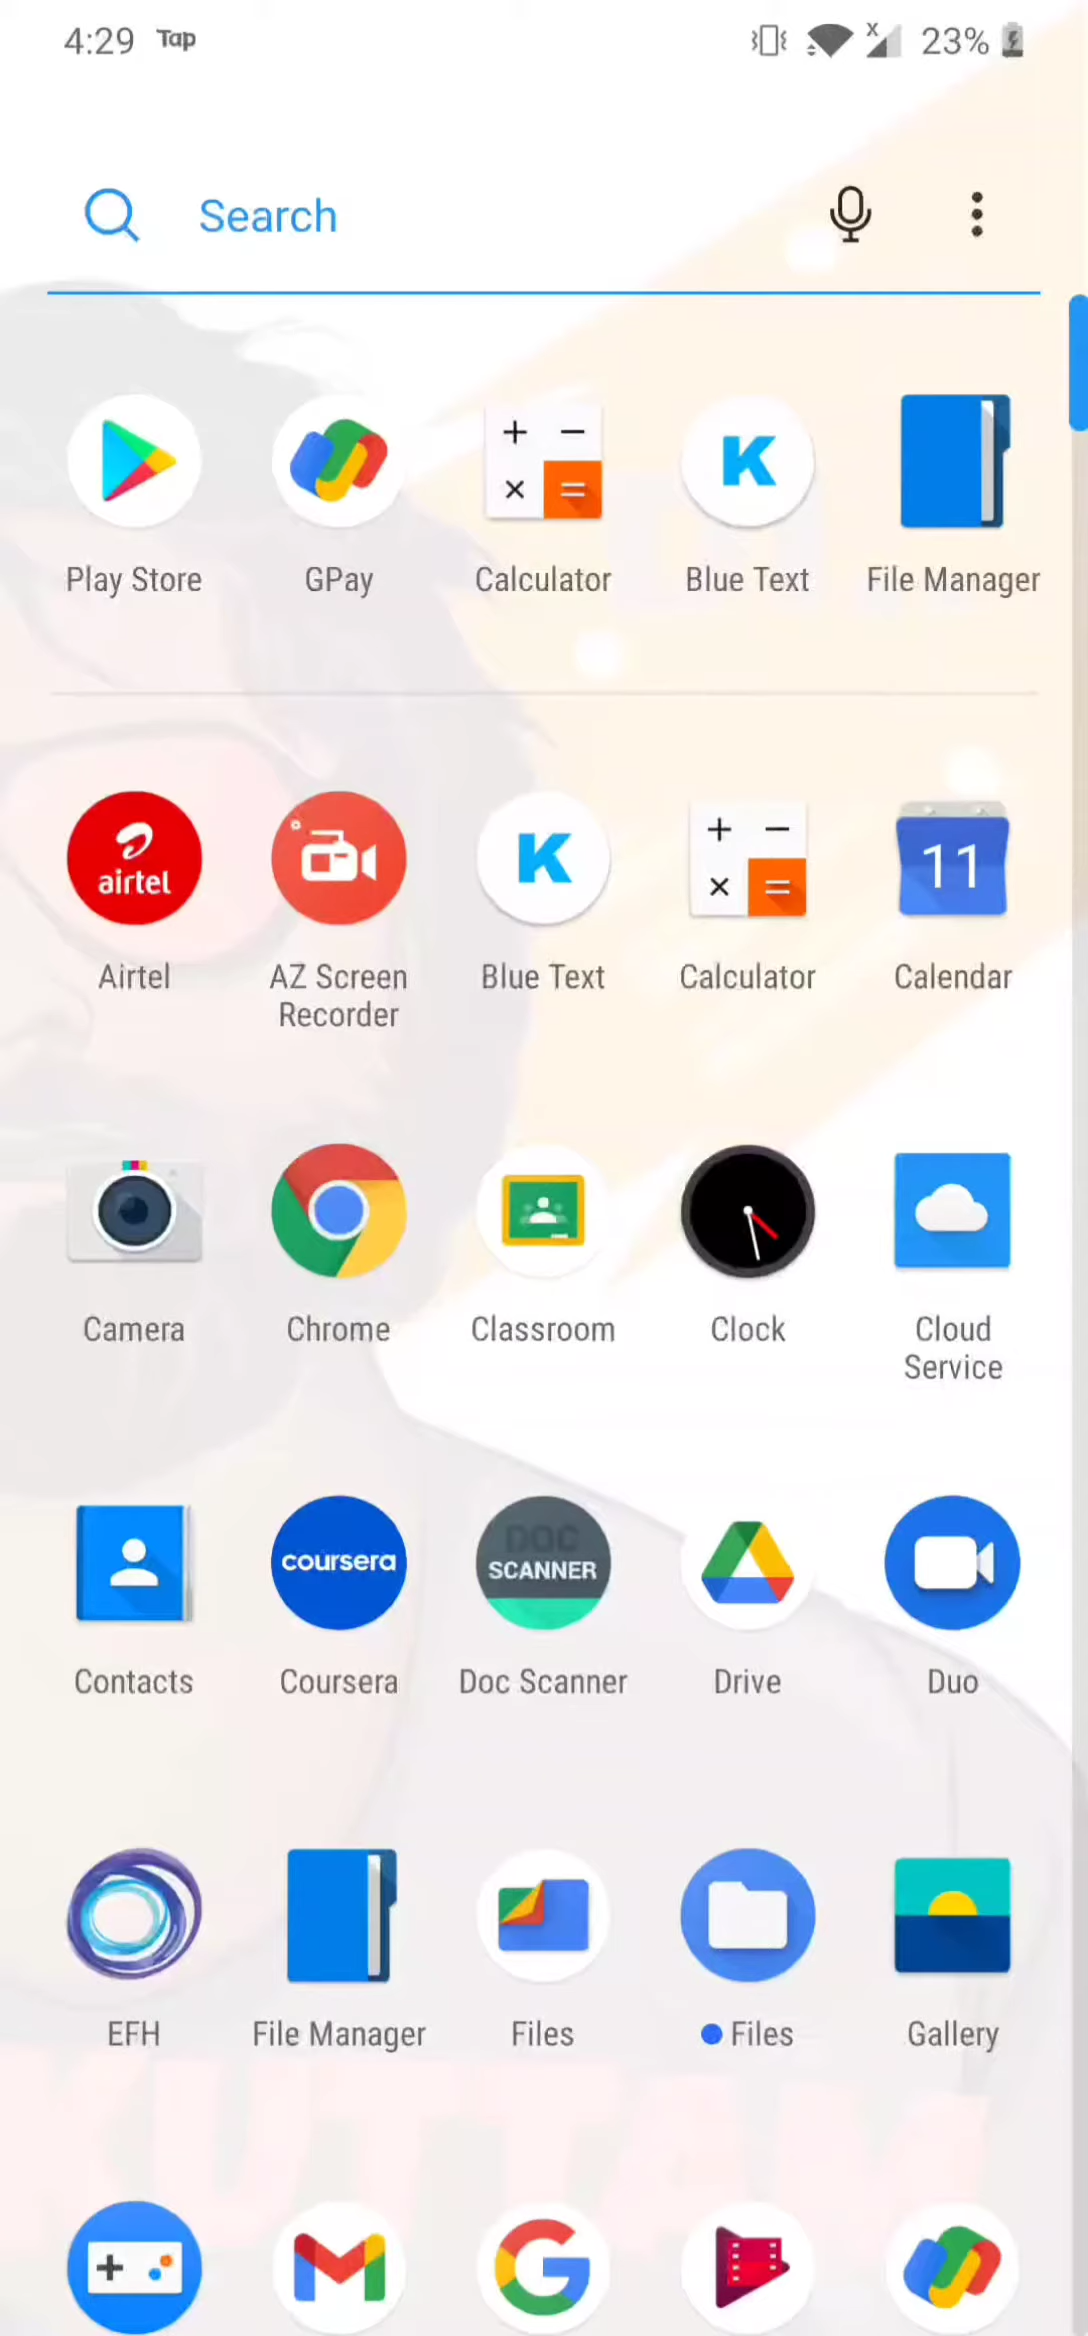 4:29 Tap 23%
Search
Play Store GPay Calculator Blue Text File Manager
airtel
11
Airtel AZ Screen Recorder Blue Text Calculator Calendar
Camera Chrome Classroom Clock Cloud Service
coursera
DOC
SCANNER
Contacts Coursera Doc Scanner Drive Duo
EFH File Manager Files Files Gallery
KUTTAM